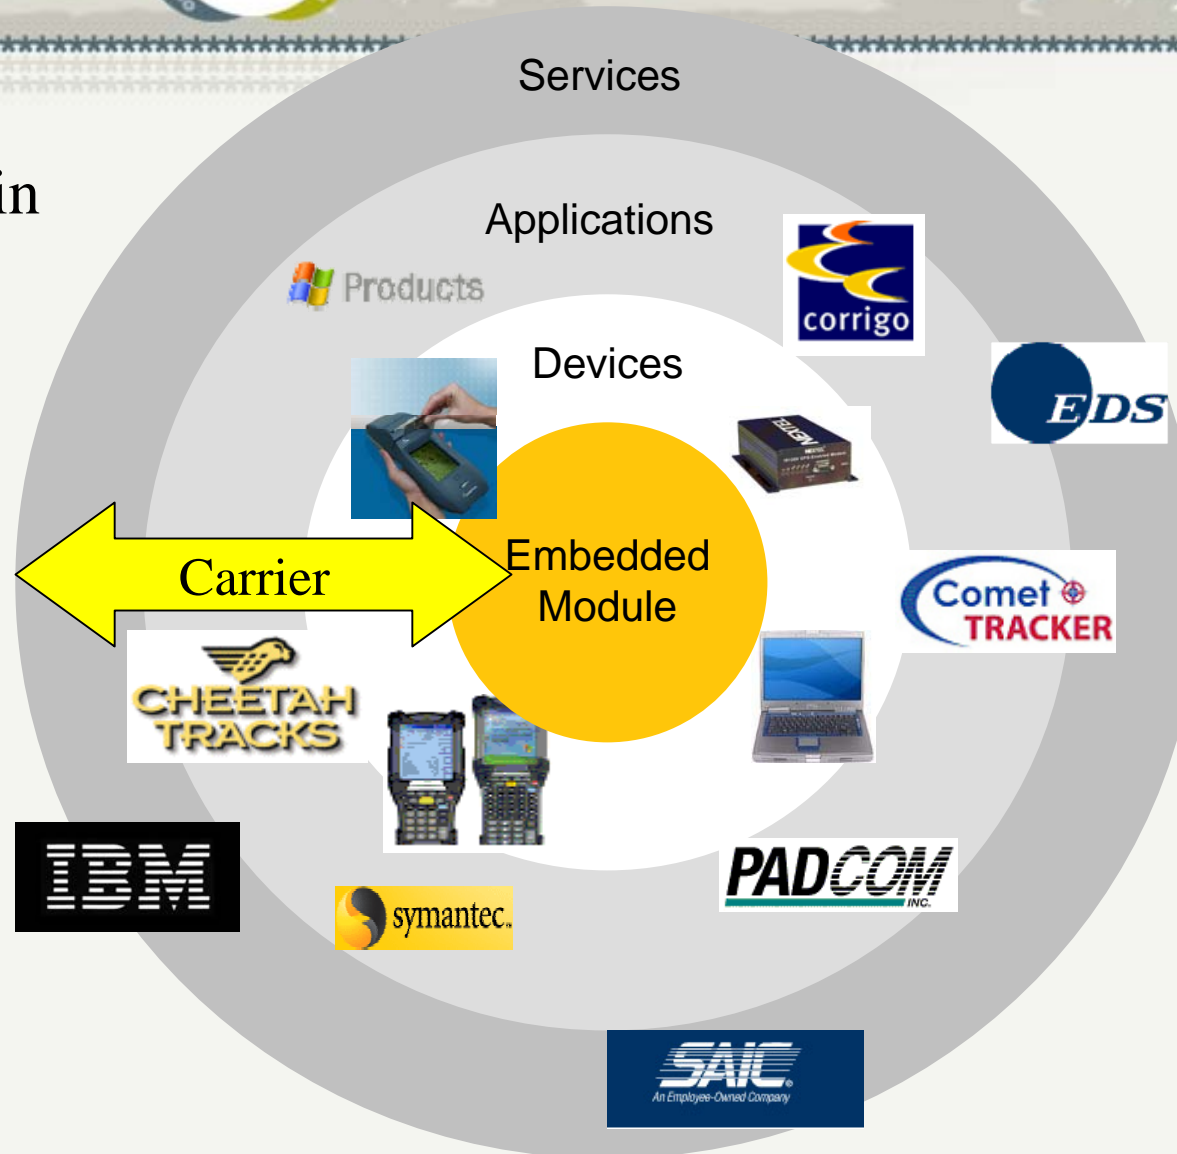 Services
in
Applications
Products
corrigo
Devices
EDS
NEXTEL
Carrier
Embedded
Module
Comet
TRACKER
CHEETAH
TRACKS
IBM
symantec.
PADCOM
INC.
SAIC
An Employee-Owned Company